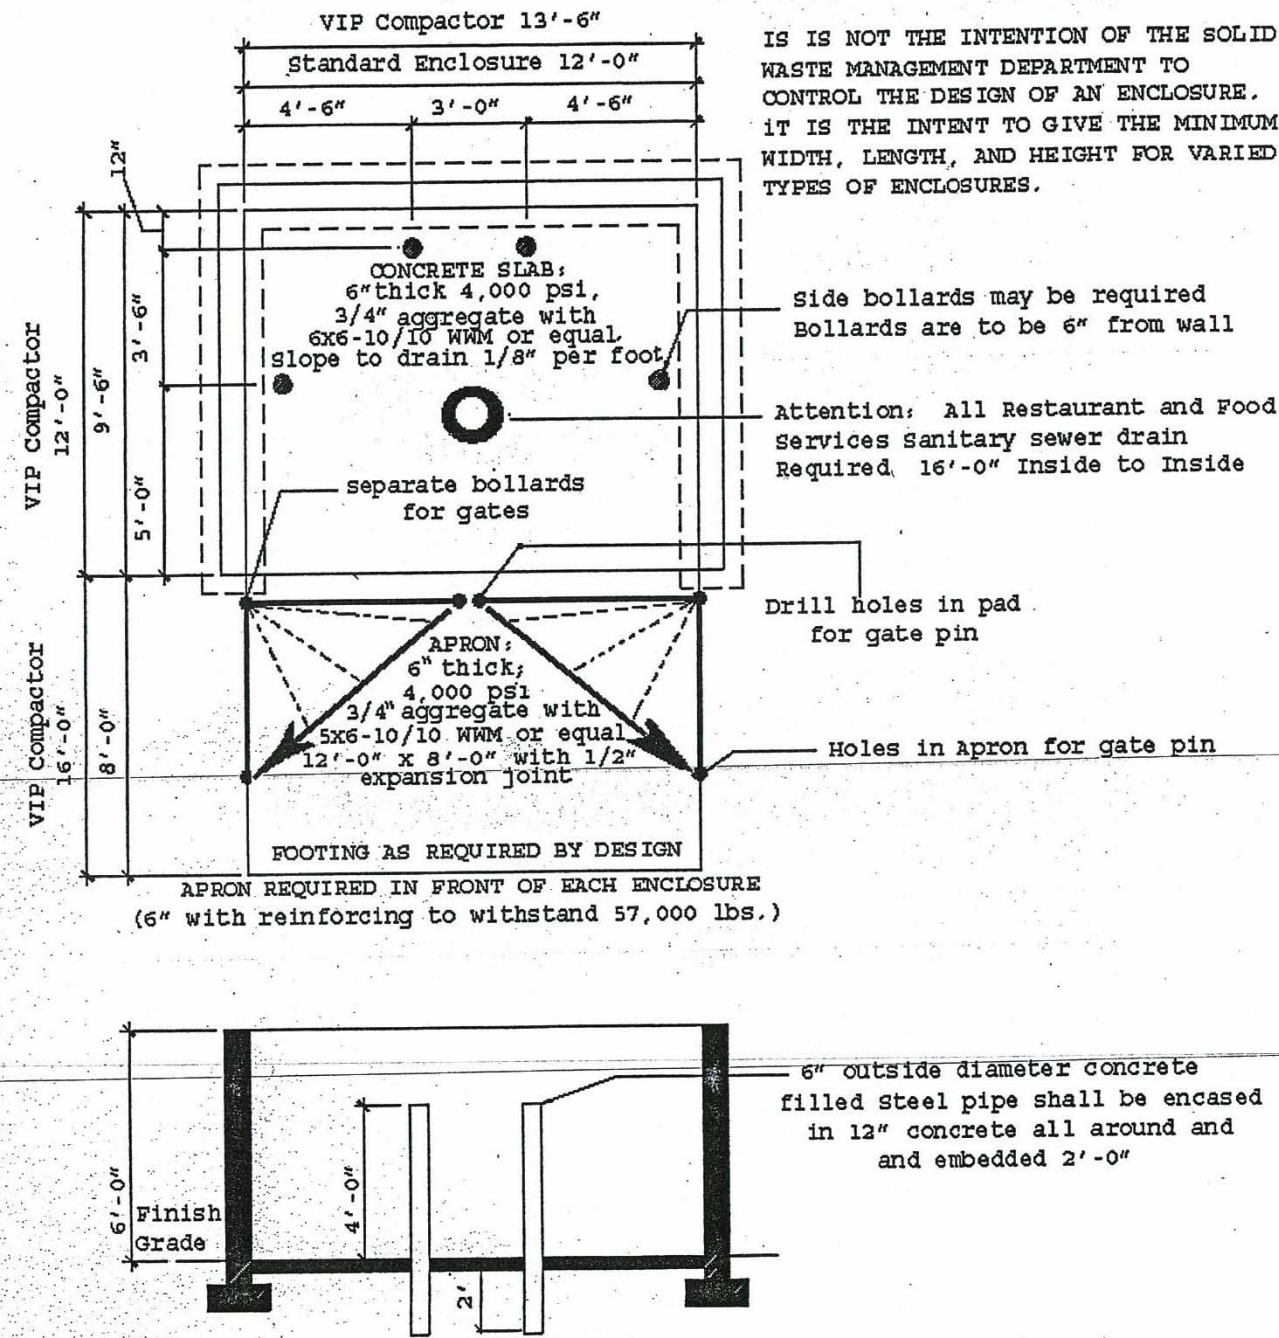 VIP Compactor 13'-6"
Standard Enclosure 12'-0"
4'-6" 3'-0" 4'-6"
IS IS NOT THE INTENTION OF THE SOLID
WASTE MANAGEMENT DEPARTMENT TO
CONTROL THE DESIGN OF AN ENCLOSURE.
iT IS THE INTENT TO GIVE THE MINIMUM
WIDTH, LENGTH, AND HEIGHT FOR VARIED
TYPES OF ENCLOSURES.
12"
VIP Compactor
12'-0"
9'-6"
3'-6"
5'-0"
CONCRETE SLAB:
6"thick 4,000 psi,
3/4" aggregate with
6X6-10/10 WWM or equal.
Slope to drain 1/8" per foot
Side bollards may be required
Bollards are to be 6" from wall
Attention: All Restaurant and Food
Services Sanitary sewer drain
Required 16'-0" Inside to Inside
separate bollards
for gates
Drill holes in pad
for gate pin
VIP Compactor
16'-0"
8'-0"
APRON:
6" thick;
4,000 psi
3/4" aggregate with
5X6-10/10 WWM or equal
12'-0" X 8'-0" with 1/2"
expansion joint
Holes in Apron for gate pin
FOOTING AS REQUIRED BY DESIGN
APRON REQUIRED IN FRONT OF EACH ENCLOSURE
(6" with reinforcing to withstand 57,000 lbs.)
6" outside diameter concrete
filled Steel pipe shall be encased
in 12" concrete all around and
and embedded 2'-0"
6'-0"
Finish
Grade
4'-0"
2'